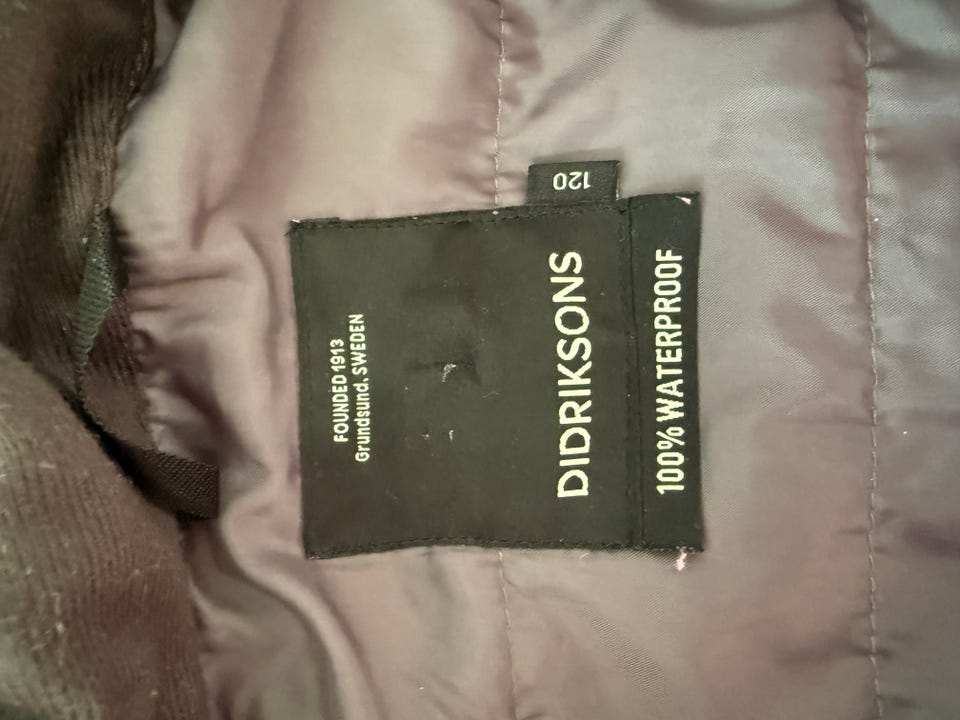 FOUNDED 1913
Grundsund. SWEDEN
DIDRIKSONS
100% WATERPROOF
120